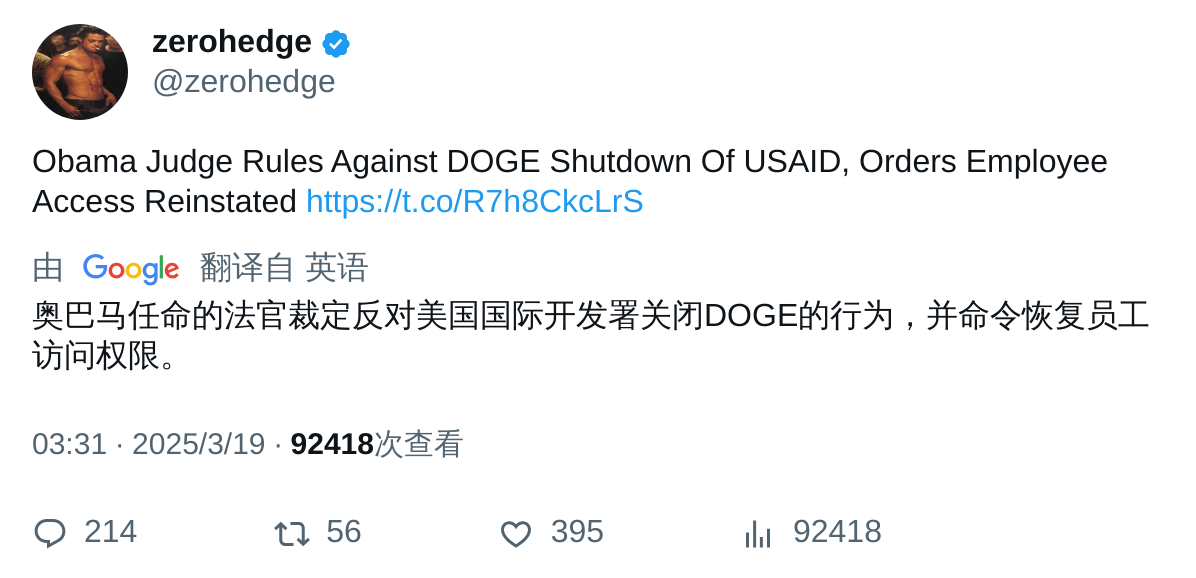 zerohedge
@zerohedge
Obama Judge Rules Against DOGE Shutdown Of USAID, Orders Employee
Access Reinstated https://t.co/R7h8CkcLrS
由 Google 翻译自 英语
奥巴马任命的法官裁定反对美国国际开发署关闭DOGE的行为，并命令恢复员工
访问权限。
03:31 · 2025/3/19 · 92418次查看
214 56 395 92418